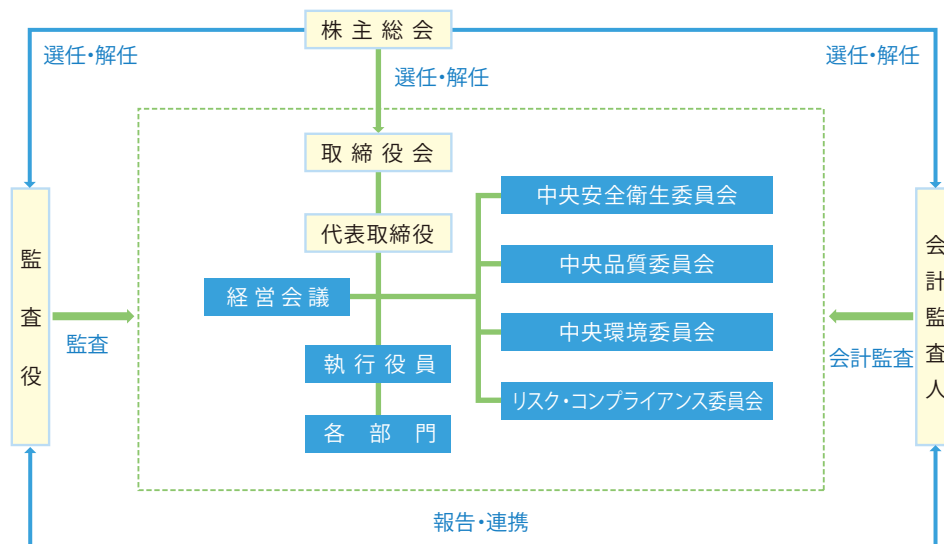 株主総会
選任・解任
選任・解任
選任・解任
取締役会
代表取締役
中央安全衛生委員会
中央品質委員会
経営会議
中央環境委員会
執行役員
リスク・コンプライアンス委員会
各部門
監査役
監査
会計監査人
会計監査
報告・連携